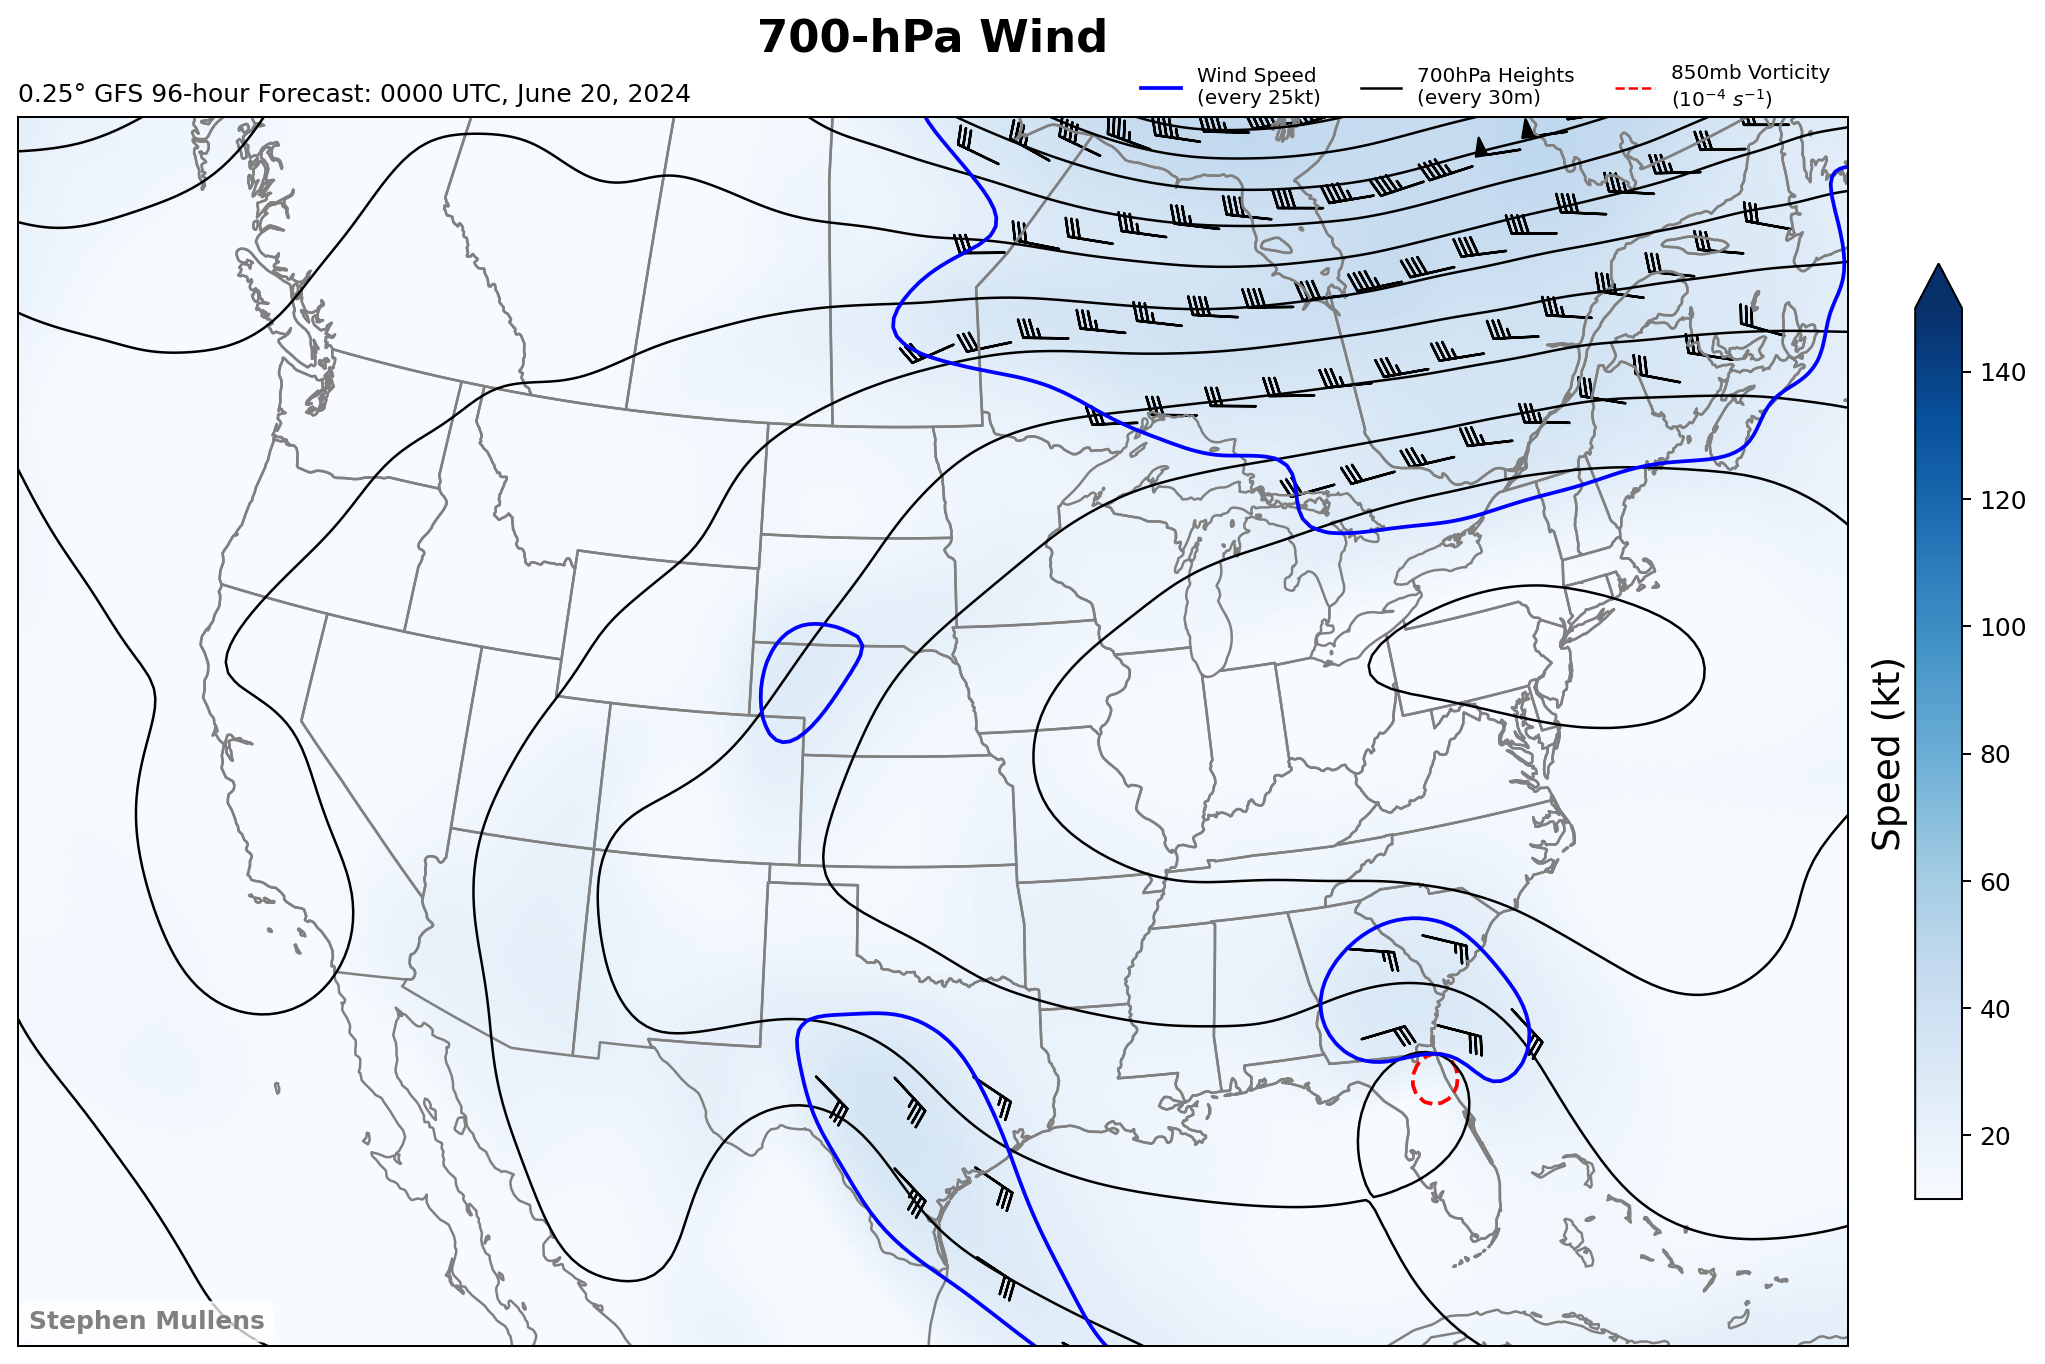 700-hPa Wind
0.25° GFS 96-hour Forecast: 0000 UTC, June 20, 2024
Wind Speed
(every 25kt)
700hPa Heights
(every 30m)
850mb Vorticity
(10⁻⁴ s⁻¹)
140
120
100
80
60
40
20
Speed (kt)
Stephen Mullens